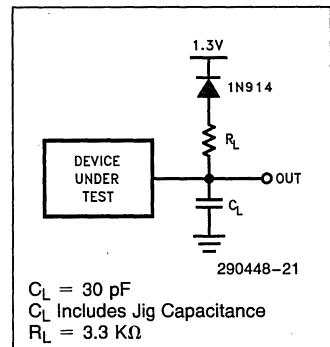 1.3V
1N914
R_L
DEVICE
UNDER
TEST
OUT
C_L
290448-21
C_L = 30 pF
C_L Includes Jig Capacitance
R_L = 3.3 KΩ